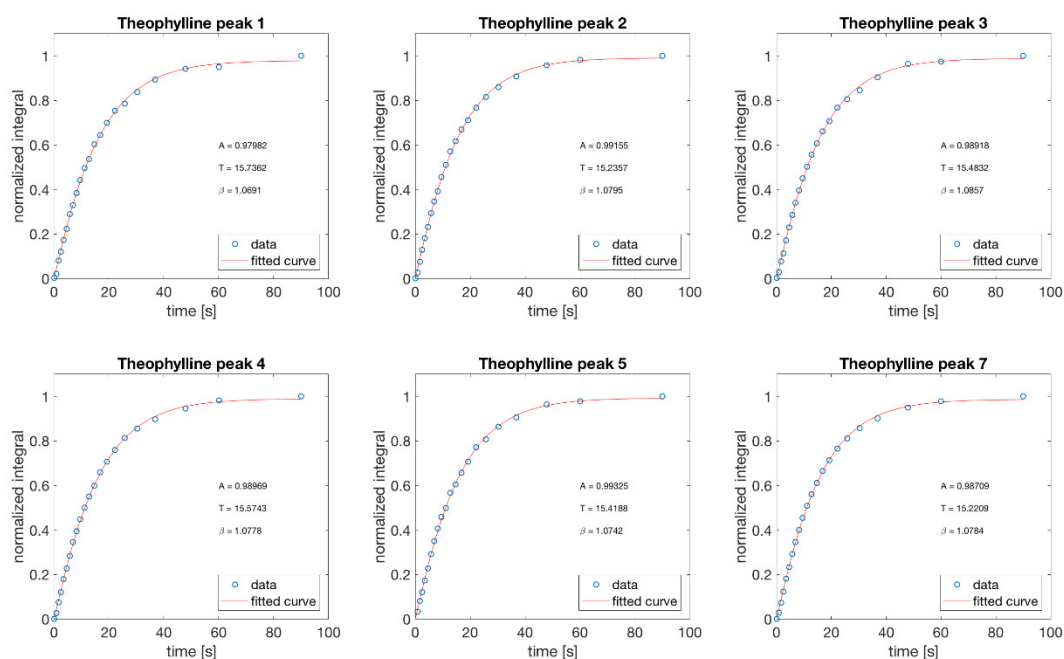 Theophylline peak 1
1
0.8
0.6
0.4
0.2
0
normalized integral
A = 0.97982
T = 15.7362
β = 1.0691
data
fitted curve
0 20 40 60 80 100
time [s]
Theophylline peak 2
1
0.8
0.6
0.4
0.2
0
normalized integral
A = 0.99155
T = 15.2357
β = 1.0795
data
fitted curve
0 20 40 60 80 100
time [s]
Theophylline peak 3
1
0.8
0.6
0.4
0.2
0
normalized integral
A = 0.98918
T = 15.4832
β = 1.0857
data
fitted curve
0 20 40 60 80 100
time [s]
Theophylline peak 4
1
0.8
0.6
0.4
0.2
0
normalized integral
A = 0.98969
T = 15.5743
β = 1.0778
data
fitted curve
0 20 40 60 80 100
time [s]
Theophylline peak 5
1
0.8
0.6
0.4
0.2
0
normalized integral
A = 0.99325
T = 15.4188
β = 1.0742
data
fitted curve
0 20 40 60 80 100
time [s]
Theophylline peak 7
1
0.8
0.6
0.4
0.2
0
normalized integral
A = 0.98709
T = 15.2209
β = 1.0784
data
fitted curve
0 20 40 60 80 100
time [s]